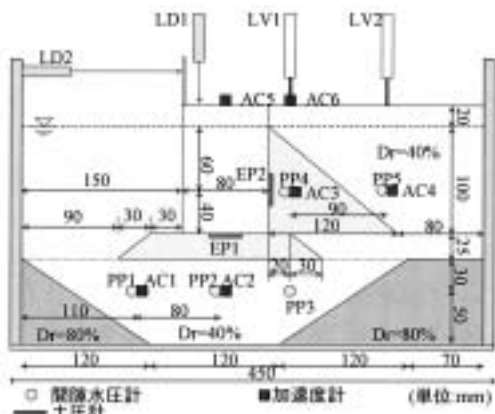 LD1 LV1 LV2
LD2
AC5 AC6
20
Dr=40%
60
EP2 PP4 PP5
150 80 AC3 AC4 100
90
90 30 30 40 120 80
EP1
25
20 30
PP1 AC1 PP2 AC2 30
PP3
110 80
Dr=80% Dr=40% Dr=80% 50
120 120 120 70
450
間隙水圧計 加速度計 (単位:mm)
土圧計